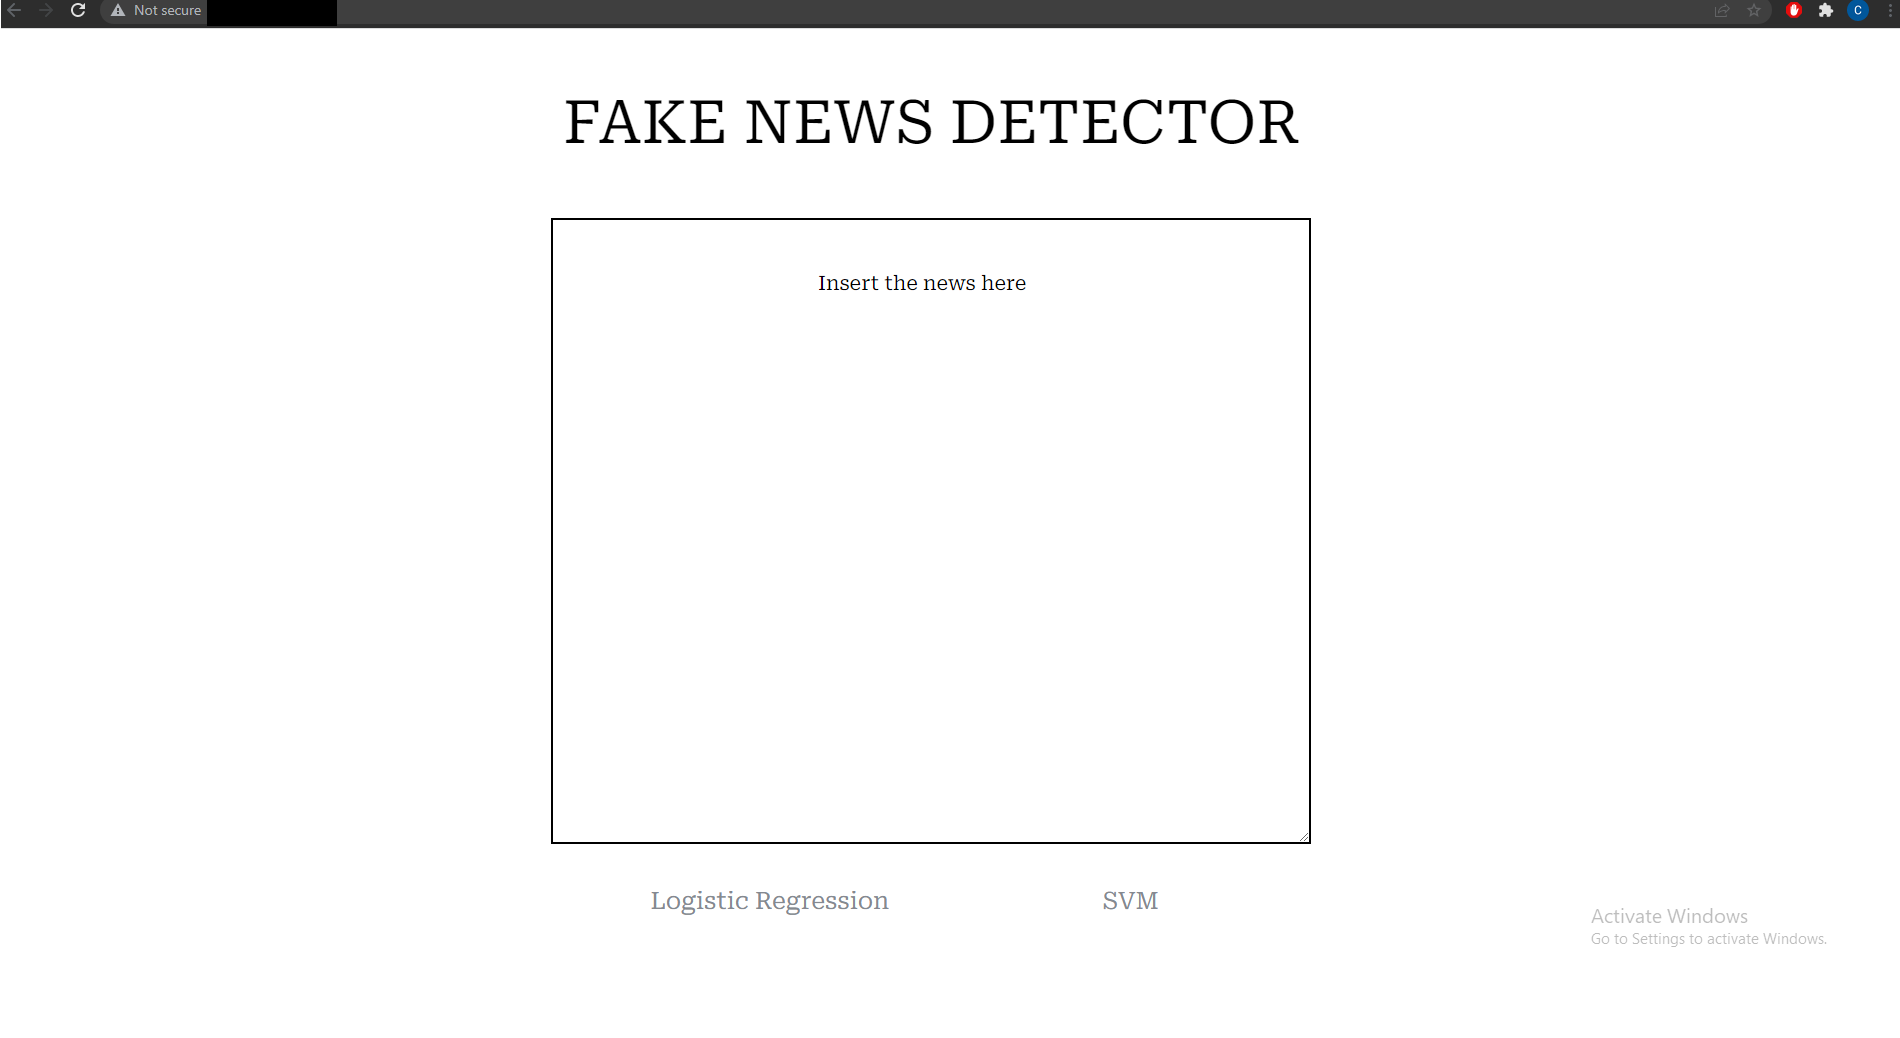 Not secure
C
FAKE NEWS DETECTOR
Insert the news here
Logistic Regression
SVM
Activate Windows
Go to Settings to activate Windows.